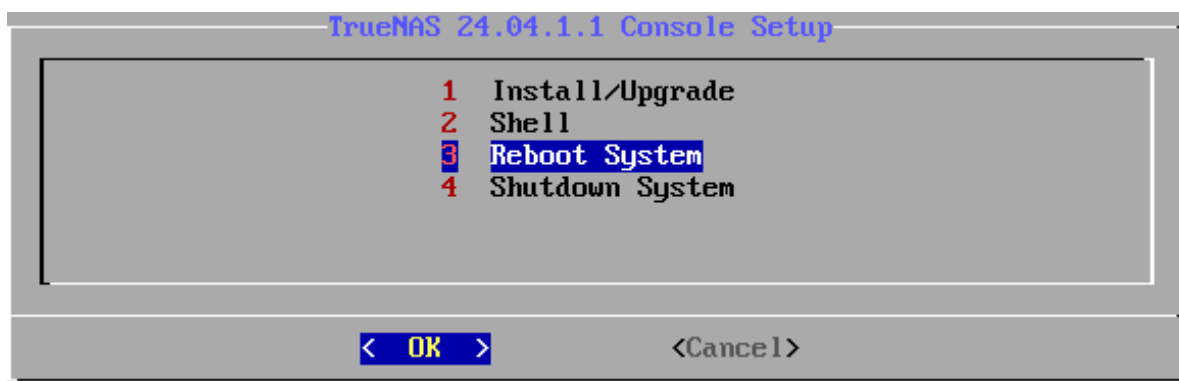 TrueNAS 24.04.1.1 Console Setup
1 Install/Upgrade
2 Shell
3 Reboot System
4 Shutdown System
< OK > <Cancel>